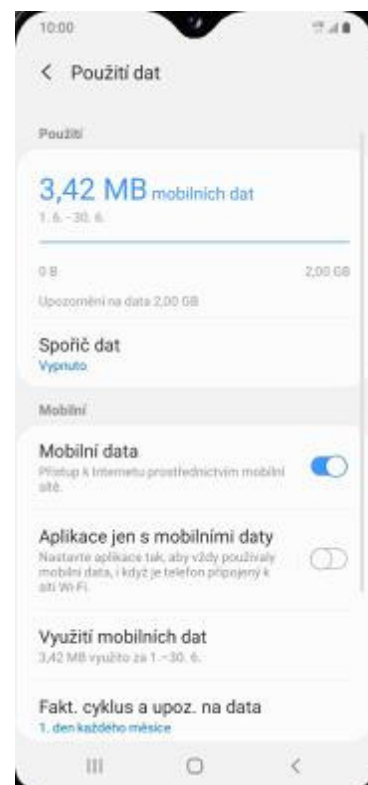 10:00
Použití dat
Použití
3,42 MB mobilních dat
1. 6. – 30. 6.
0 B 2,00 GB
Upozornění na data 2,00 GB
Spořič dat
Vypnuto
Mobilní
Mobilní data
Přístup k Internetu prostřednictvím mobilní
sítě.
Aplikace jen s mobilními daty
Nastavte aplikace tak, aby vždy používaly
mobilní data, i když je telefon připojený k
síti Wi-Fi.
Využití mobilních dat
3,42 MB využito za 1. –30. 6.
Fakt. cyklus a upoz. na data
1. den každého měsíce